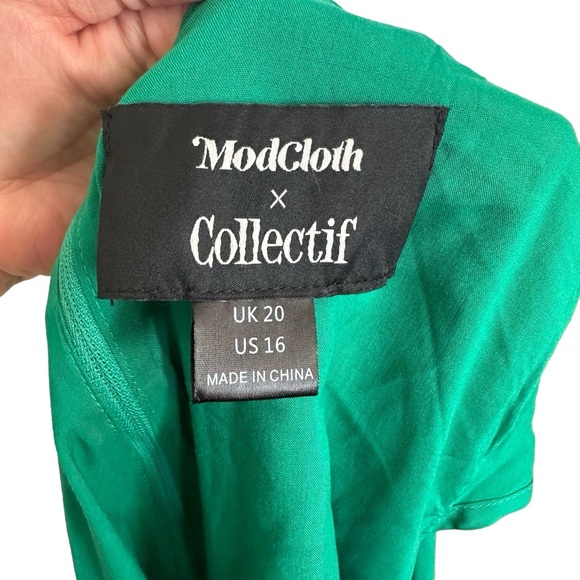 ModCloth
x
Collectif
UK 20
US 16
MADE IN CHINA